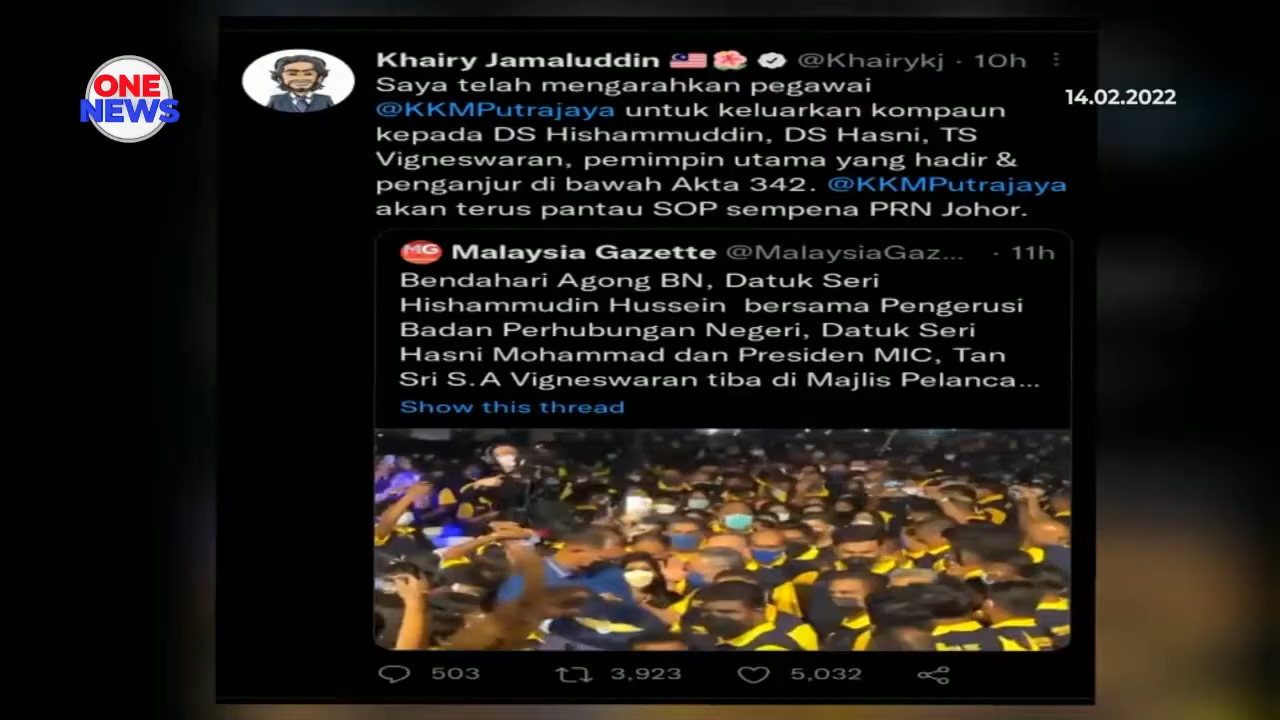 ONE
NEWS
14.02.2022
Khairy Jamaluddin @Khairykj · 10h
Saya telah mengarahkan pegawai
@KKMPutrajaya untuk keluarkan kompaun
kepada DS Hishammuddin, DS Hasni, TS
Vigneswaran, pemimpin utama yang hadir &
penganjur di bawah Akta 342. @KKMPutrajaya
akan terus pantau SOP sempena PRN Johor.
MG Malaysia Gazette @MalaysiaGaz... · 11h
Bendahari Agong BN, Datuk Seri
Hishammudin Hussein bersama Pengerusi
Badan Perhubungan Negeri, Datuk Seri
Hasni Mohammad dan Presiden MIC, Tan
Sri S.A Vigneswaran tiba di Majlis Pelanca...
Show this thread
503 3,923 5,032